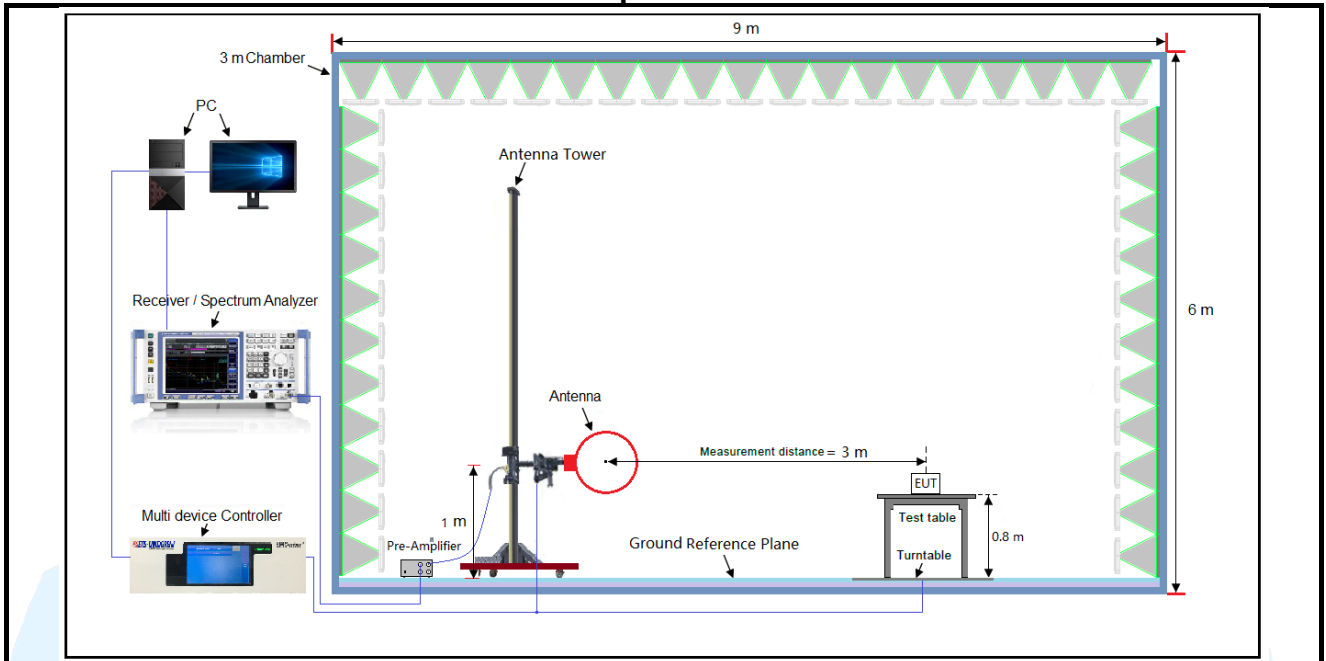 9 m
3 m Chamber
PC
Antenna Tower
Receiver / Spectrum Analyzer
6 m
Antenna
Measurement distance = 3 m
EUT
Multi device Controller
1 m
Test table
0.8 m
Pre-Amplifier
Ground Reference Plane
Turntable